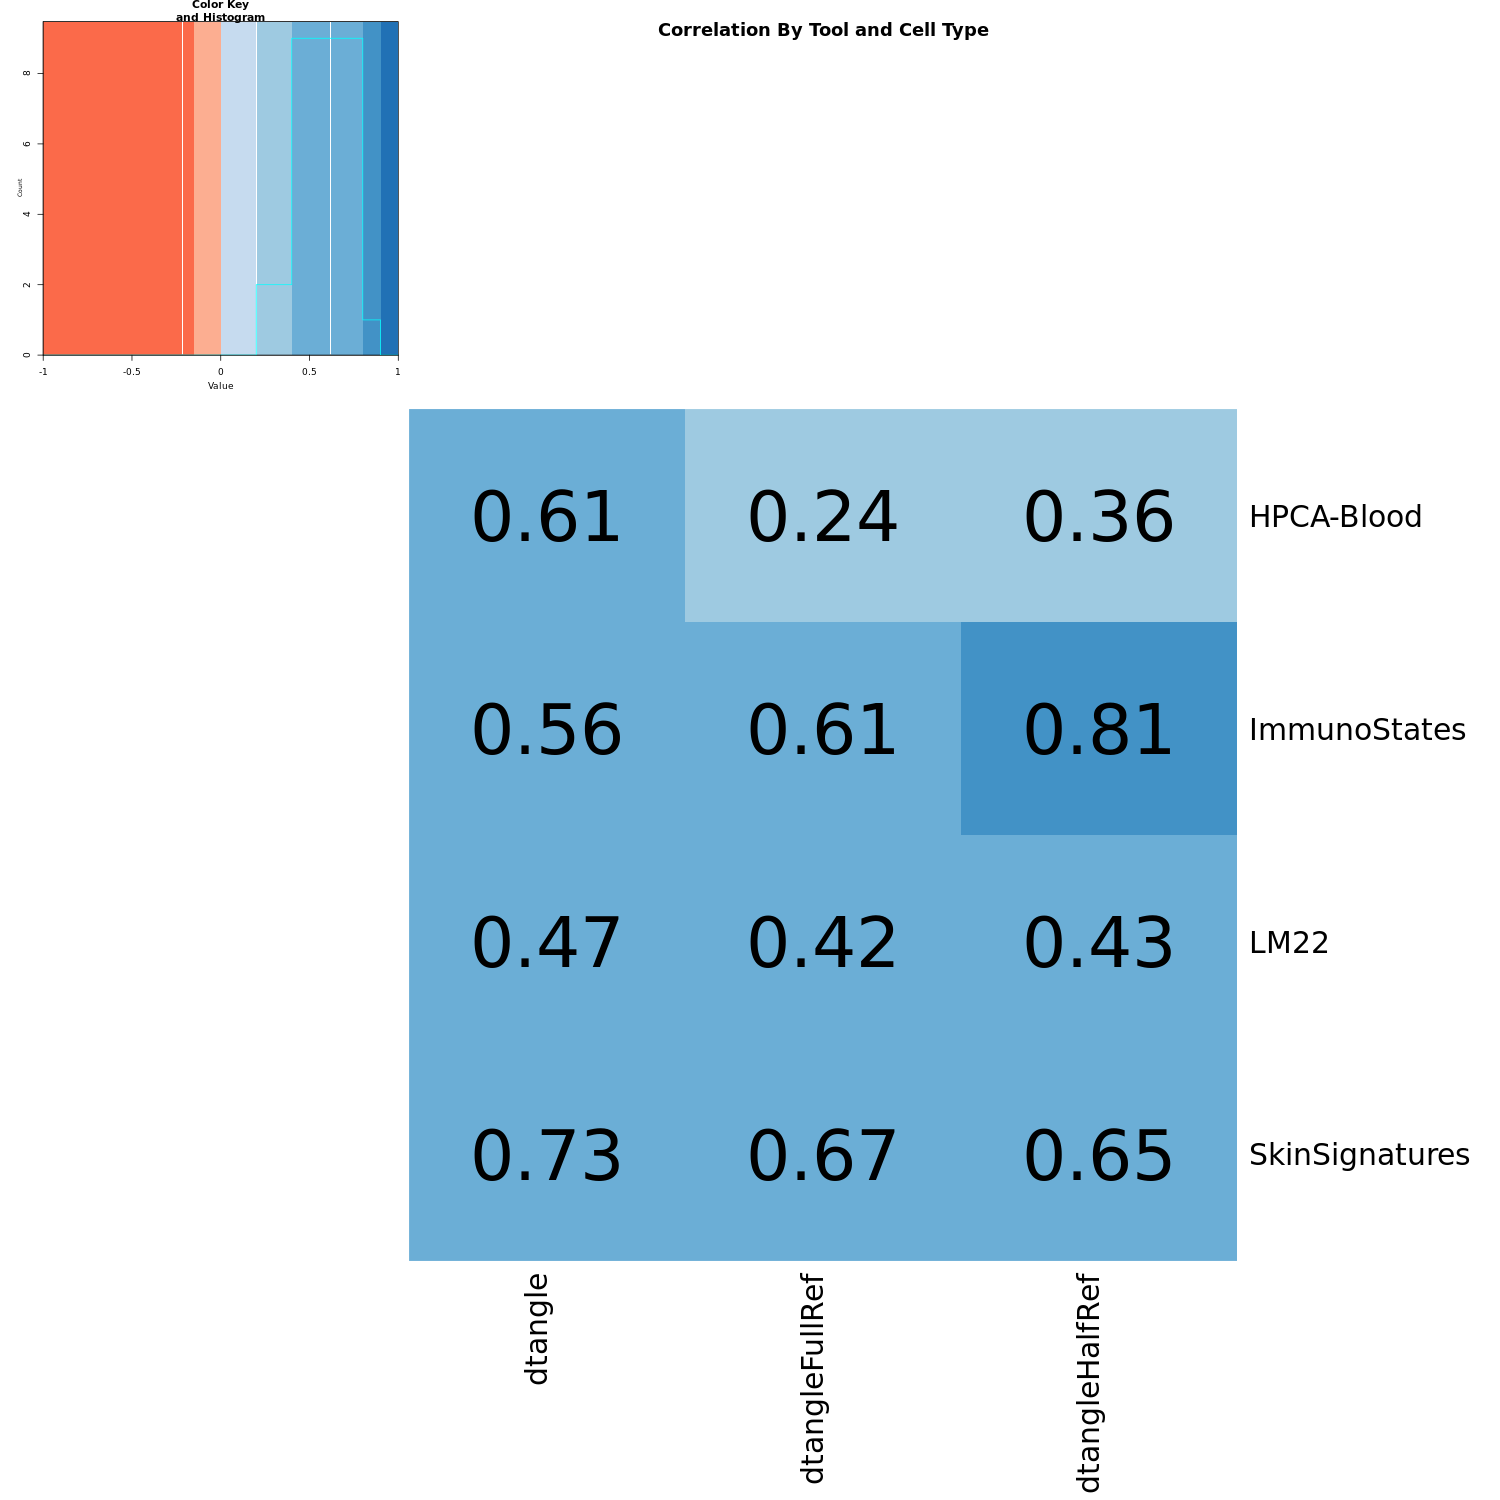 Color Key
and Histogram
Correlation By Tool and Cell Type
8
6
4
2
0
Count
-1 -0.5 0 0.5 1
Value
0.61 0.24 0.36 HPCA-Blood
0.56 0.61 0.81 ImmunoStates
0.47 0.42 0.43 LM22
0.73 0.67 0.65 SkinSignatures
dtangle
dtangleFullRef
dtangleHalfRef